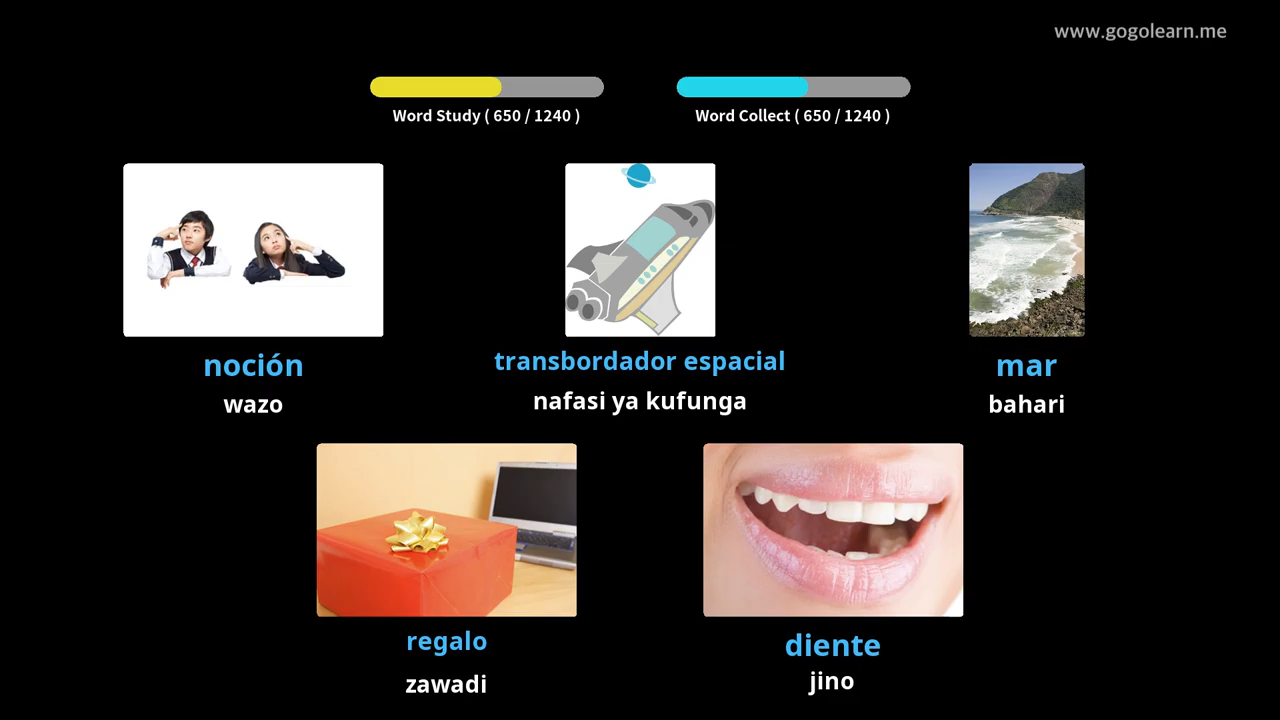 www.gogolearn.me
Word Study ( 650 / 1240 )
Word Collect ( 650 / 1240 )
noción
transbordador espacial
mar
wazo
nafasi ya kufunga
bahari
regalo
diente
zawadi
jino